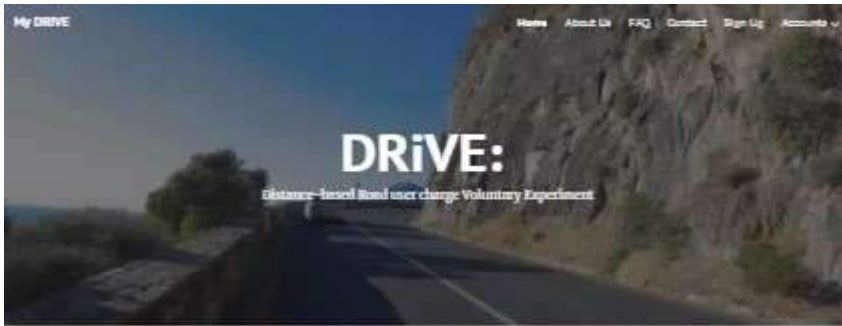 My DRIVE
Home About Us FAQ Contact Sign Up Accounts
DRiVE:
Distance-based Road user charge Voluntary Experiment